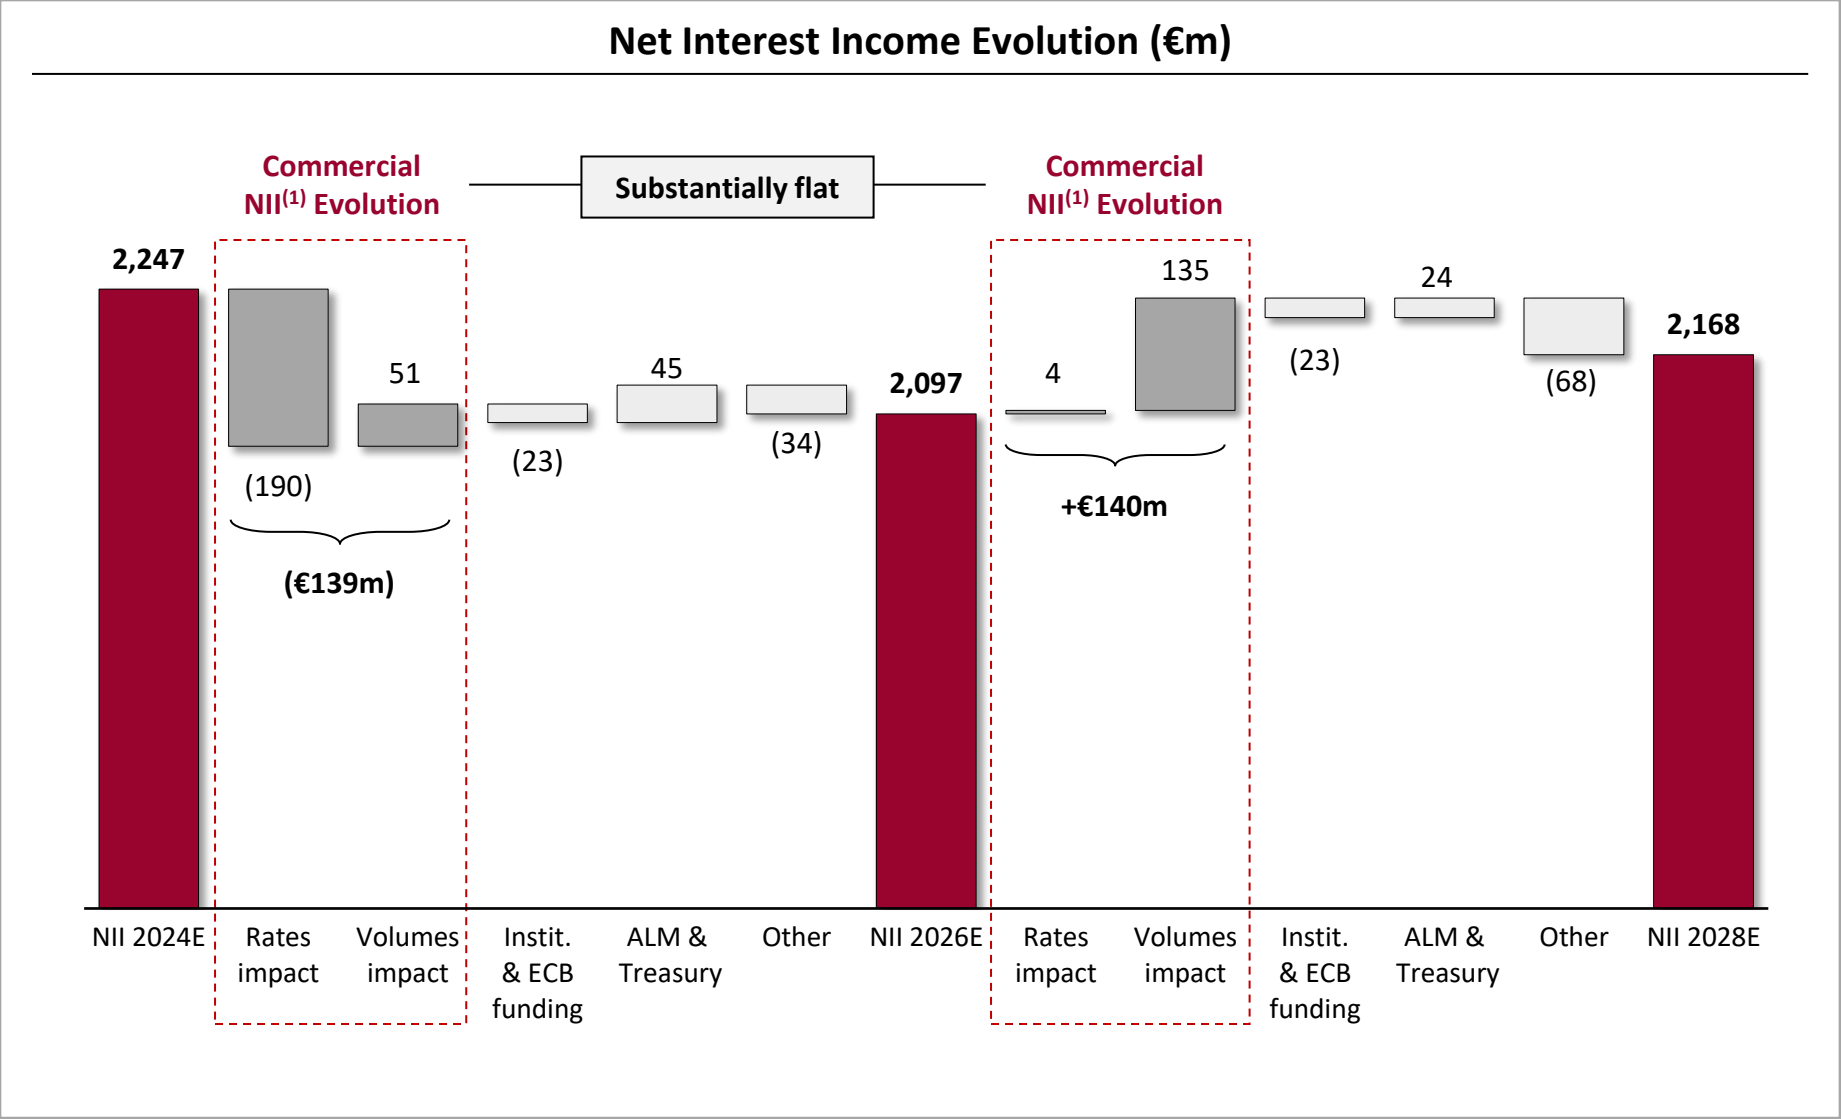 Net Interest Income Evolution (€m)
Commercial
NII(1) Evolution
Substantially flat
Commercial
NII(1) Evolution
2,247
(190)
51
(€139m)
(23)
45
(34)
2,097
4
135
+€140m
(23)
24
(68)
2,168
NII 2024E
Rates
impact
Volumes
impact
Instit.
& ECB
funding
ALM &
Treasury
Other
NII 2026E
Rates
impact
Volumes
impact
Instit.
& ECB
funding
ALM &
Treasury
Other
NII 2028E